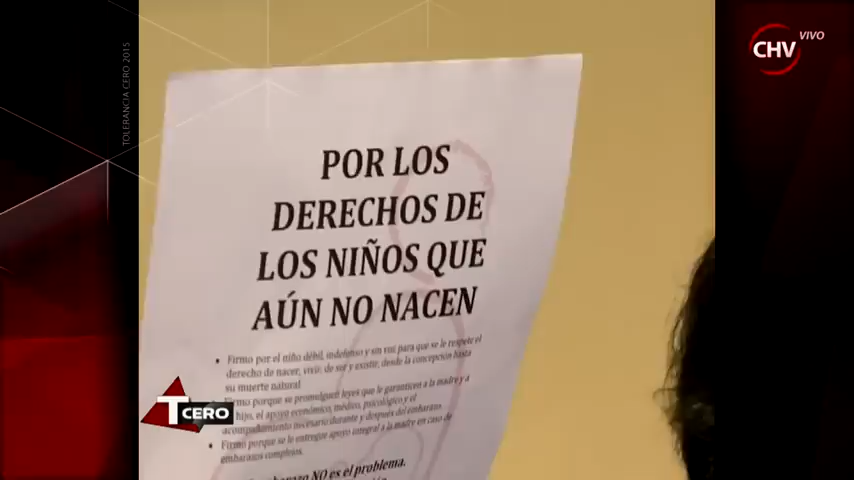 TOLERANCIA CERO 2015
CHV VIVO
POR LOS
DERECHOS DE
LOS NIÑOS QUE
AÚN NO NACEN
• Firmo por el niño débil, indefenso y sin voz para que se le respete el
derecho de nacer, vivir, de ser y existir, desde la concepción hasta
su muerte natural
Firmo porque se promulguen leyes que le garanticen a la madre y a
hijo, el apoyo económico, médico, psicológico y el
acompañamiento necesario durante y después del embarazo.
• Firmo porque se le entregue apoyo integral a la madre en caso de
embarazos complejos.
NO es el problema.
TCERO